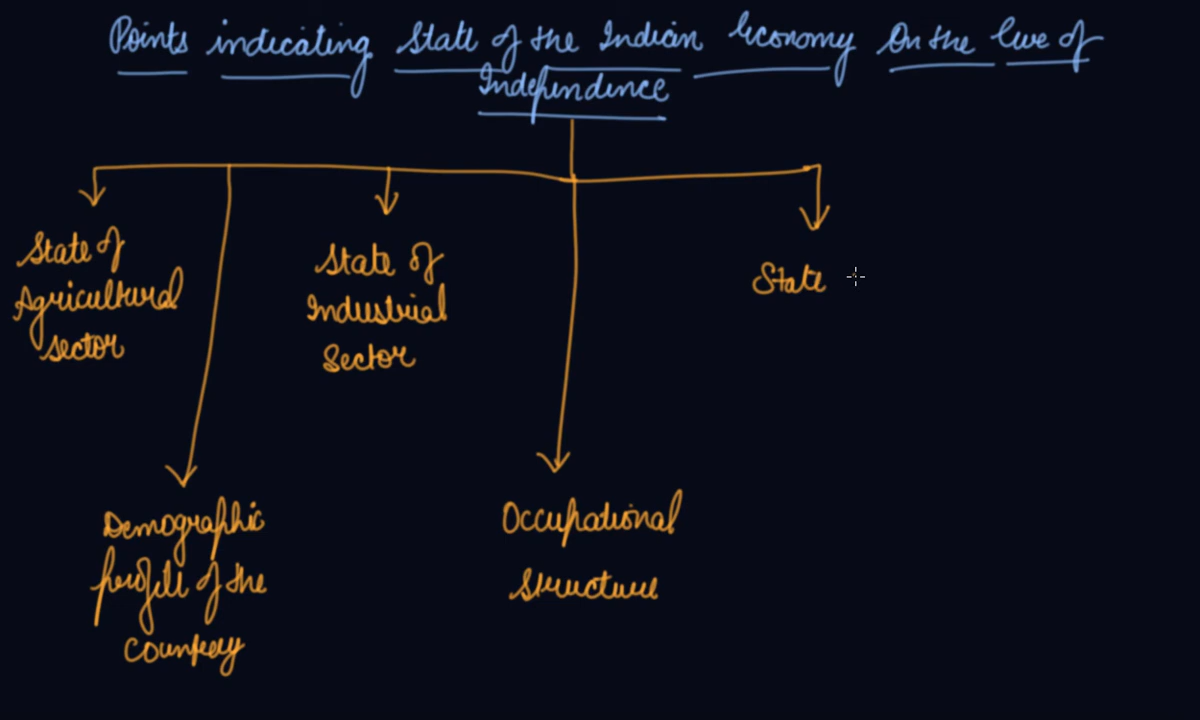 Points indicating State of the Indian Economy On the Eve of
Independence
State of
Agricultural
sector
State of
Industrial
Sector
State
Demographic
profile of the
country
Occupational
structure